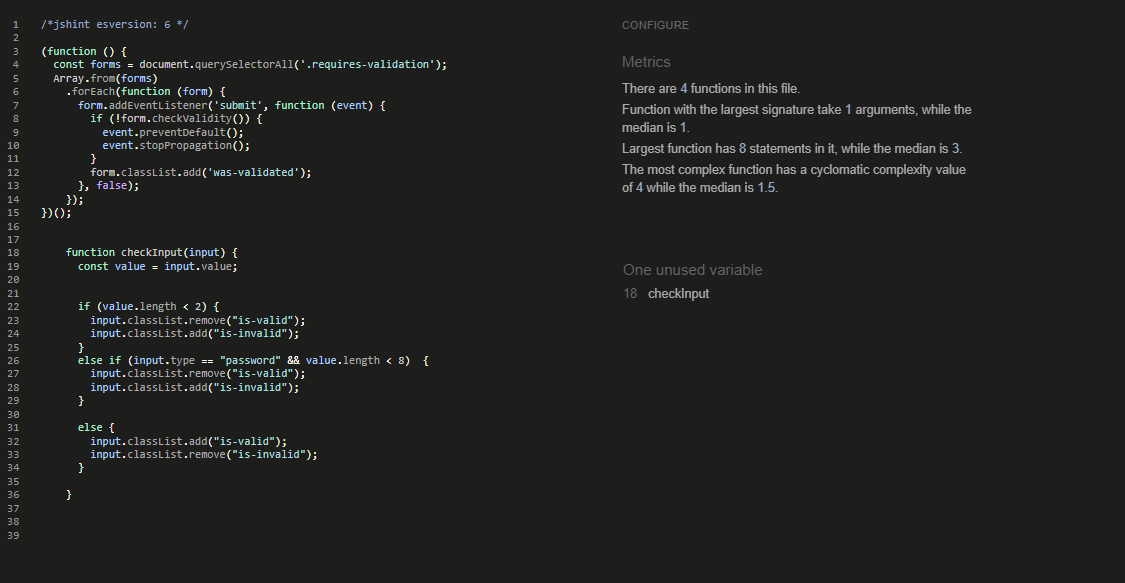 1 /*jshint esversion: 6 */
2
3 (function () {
4 const forms = document.querySelectorAll('.requires-validation');
5 Array.from(forms)
6 .forEach(function (form) {
7 form.addEventListener('submit', function (event) {
8 if (!form.checkValidity()) {
9 event.preventDefault();
10 event.stopPropagation();
11 }
12 form.classList.add('was-validated');
13 }, false);
14 });
15 })();
16
17
18 function checkInput(input) {
19 const value = input.value;
20
21
22 if (value.length < 2) {
23 input.classList.remove("is-valid");
24 input.classList.add("is-invalid");
25 }
26 else if (input.type == "password" && value.length < 8) {
27 input.classList.remove("is-valid");
28 input.classList.add("is-invalid");
29 }
30
31 else {
32 input.classList.add("is-valid");
33 input.classList.remove("is-invalid");
34 }
35
36 }
37
38
39
CONFIGURE
Metrics
There are 4 functions in this file.
Function with the largest signature take 1 arguments, while the
median is 1.
Largest function has 8 statements in it, while the median is 3.
The most complex function has a cyclomatic complexity value
of 4 while the median is 1.5.
One unused variable
18 checkInput